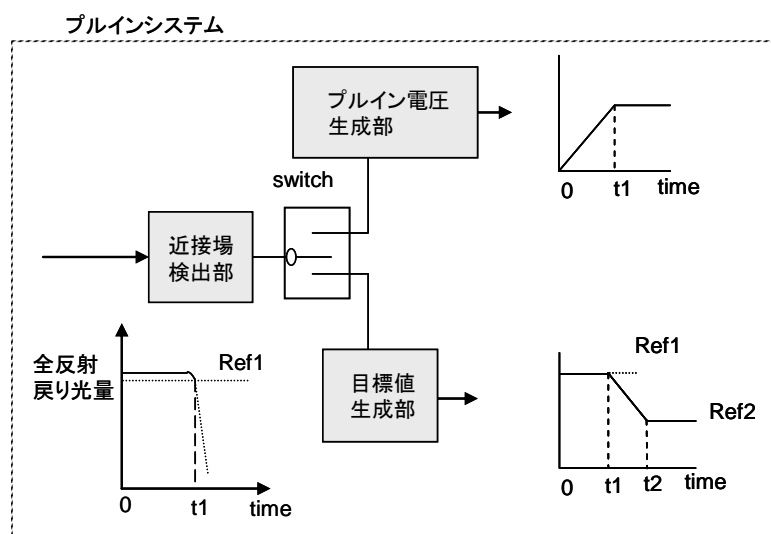 プルインシステム
プルイン電圧
生成部
0
t1
time
switch
近接場
検出部
全反射
戻り光量
Ref1
0
t1
time
目標値
生成部
Ref1
Ref2
0
t1
t2
time